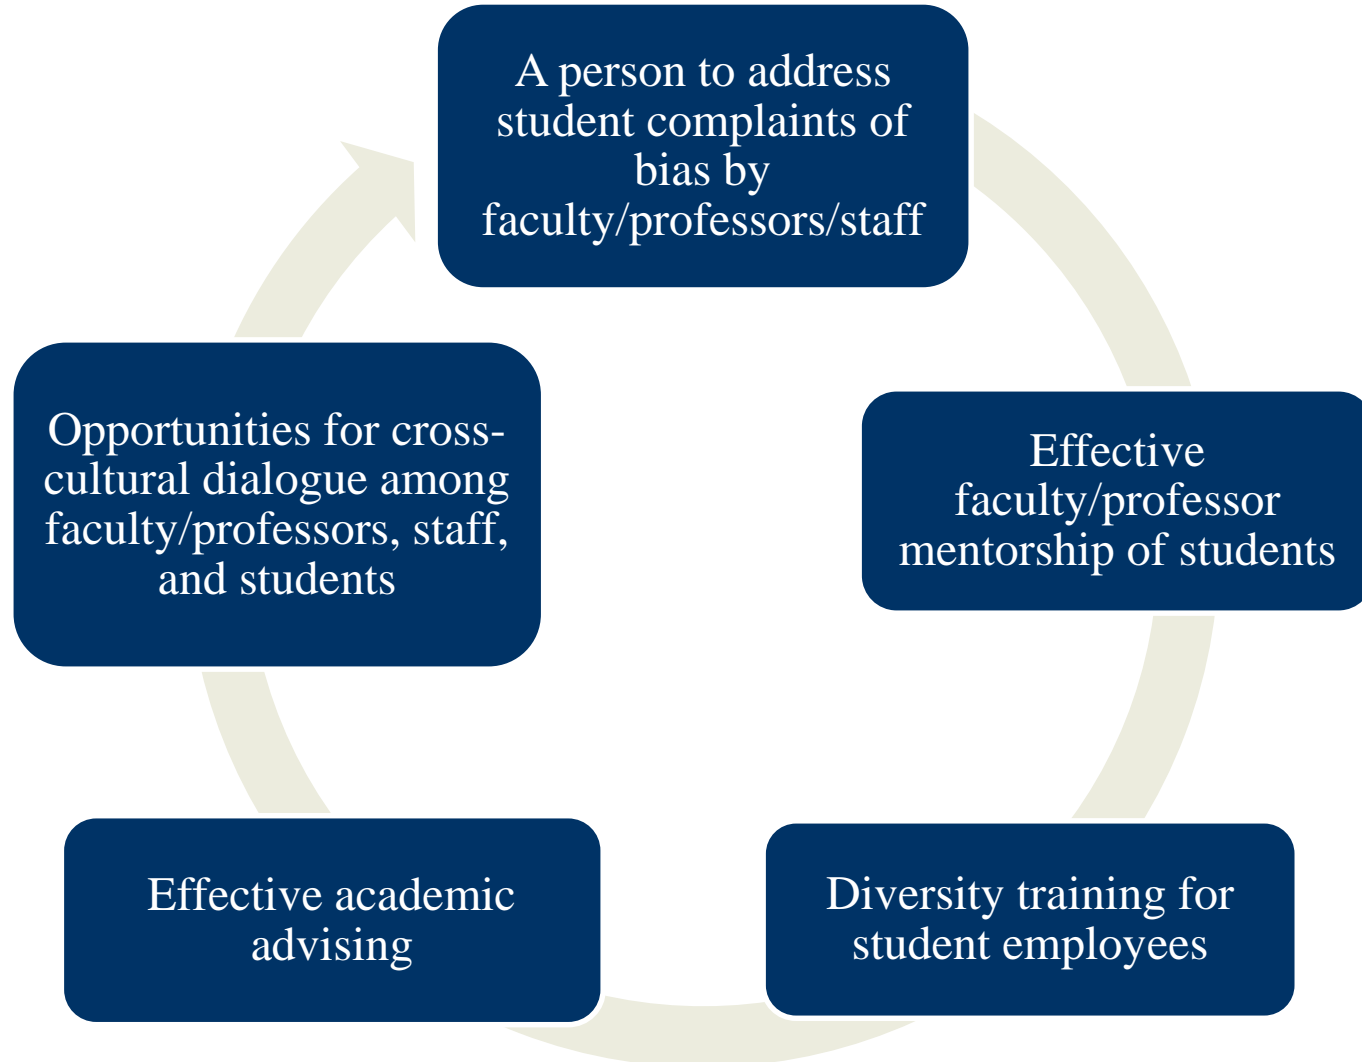 A person to address
student complaints of
bias by
faculty/professors/staff
Effective
faculty/professor
mentorship of students
Diversity training for
student employees
Effective academic
advising
Opportunities for cross-
cultural dialogue among
faculty/professors, staff,
and students